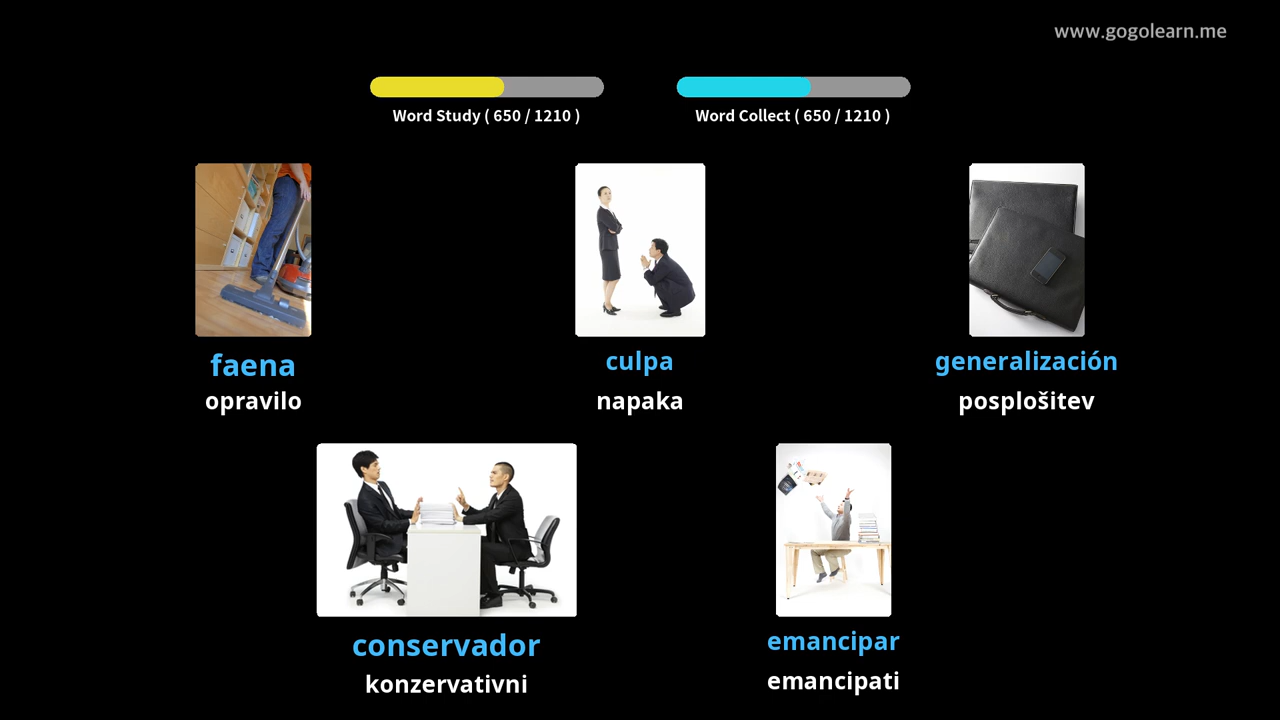 www.gogolearn.me
Word Study ( 650 / 1210 )
Word Collect ( 650 / 1210 )
faena
opravilo
culpa
napaka
generalización
posplošitev
conservador
konzervativni
emancipar
emancipati